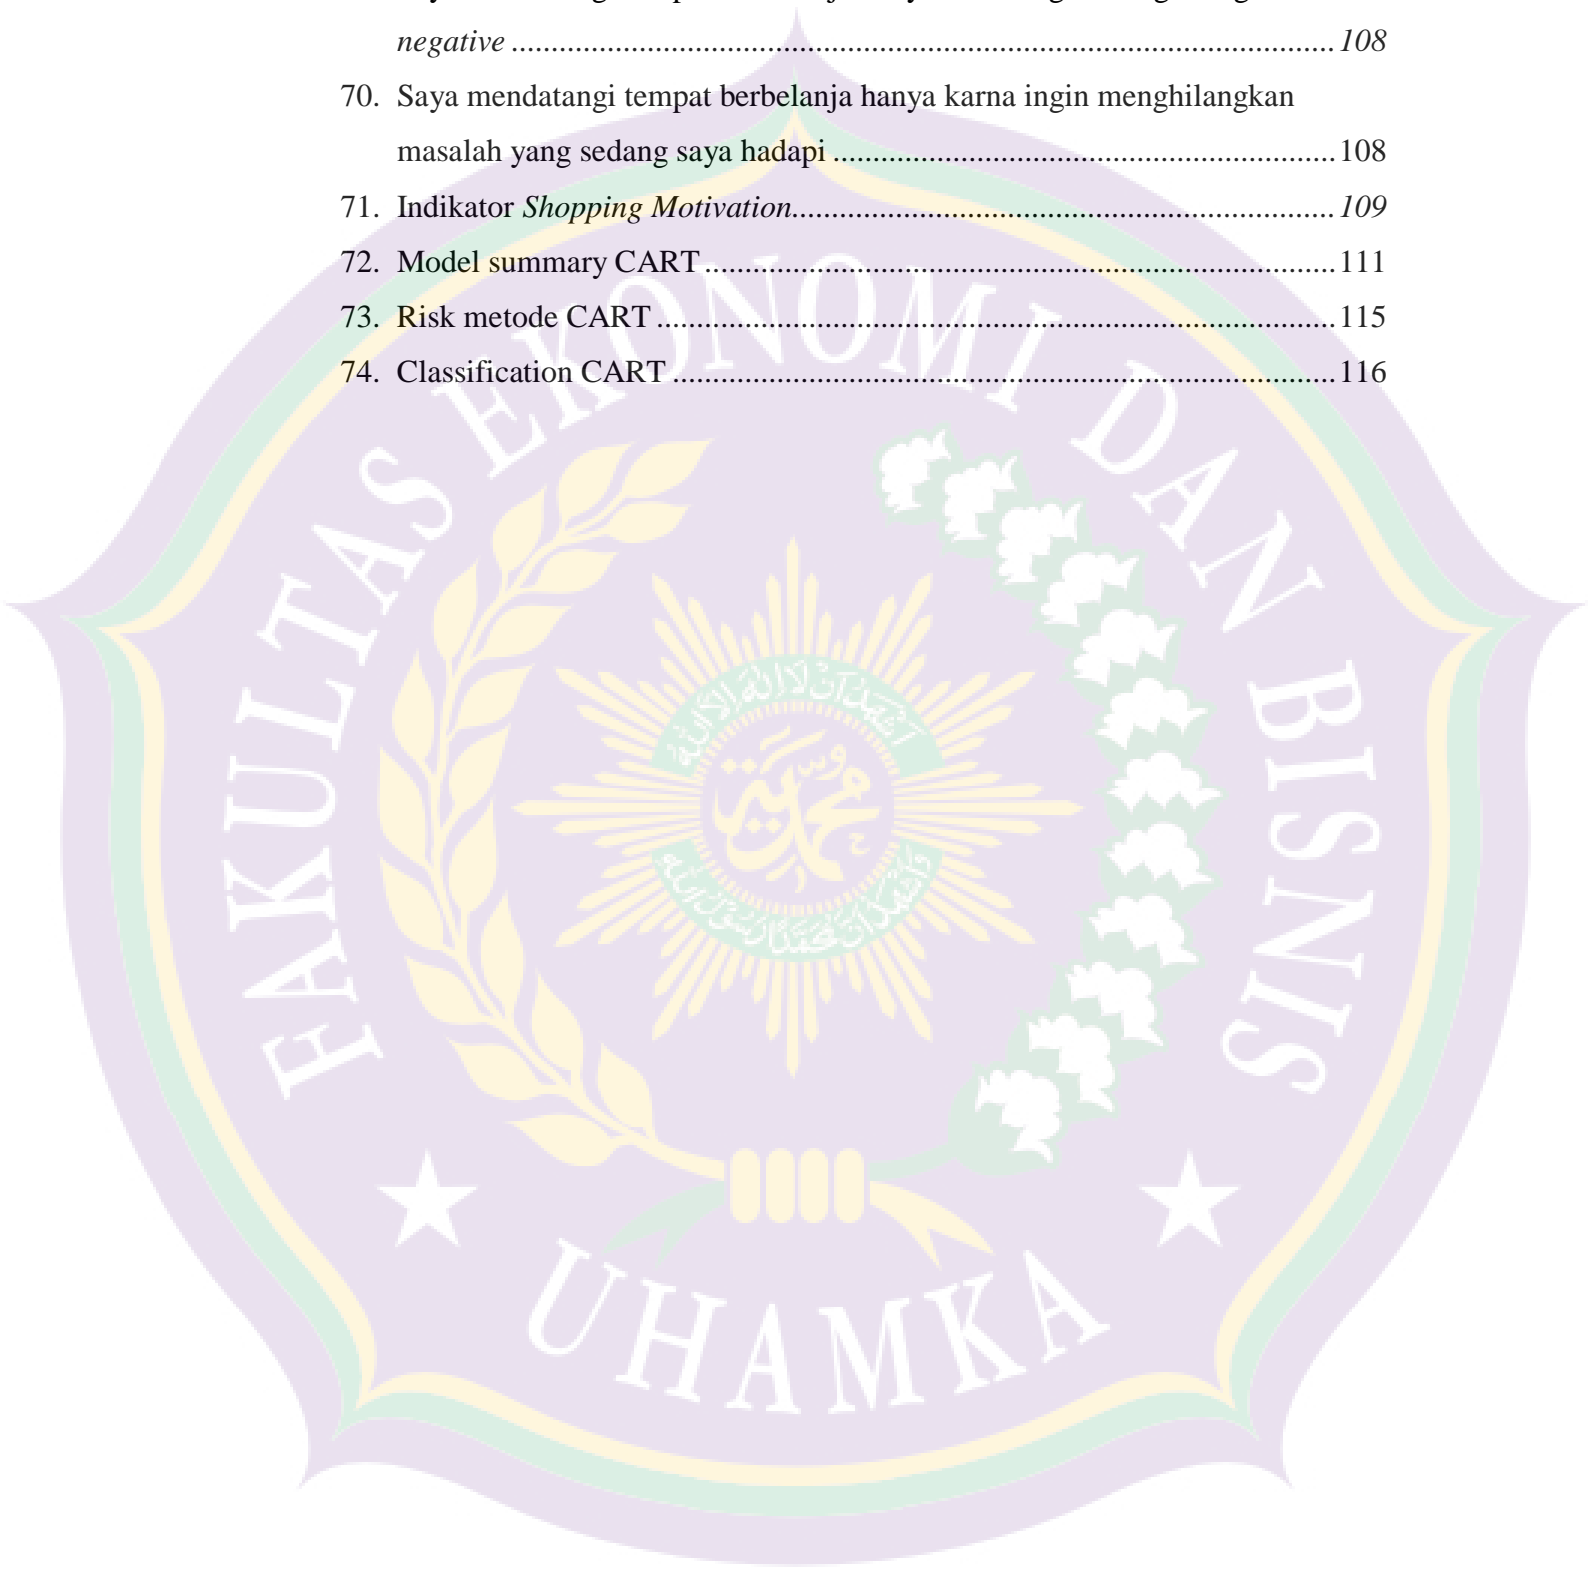 negative ........................................................................................................ 108
70. Saya mendatangi tempat berbelanja hanya karna ingin menghilangkan
masalah yang sedang saya hadapi ............................................................... 108
71. Indikator Shopping Motivation.................................................................... 109
72. Model summary CART ............................................................................... 111
73. Risk metode CART ..................................................................................... 115
74. Classification CART ................................................................................... 116
FAKULTAS EKONOMI DAN BISNIS
UHAMKA